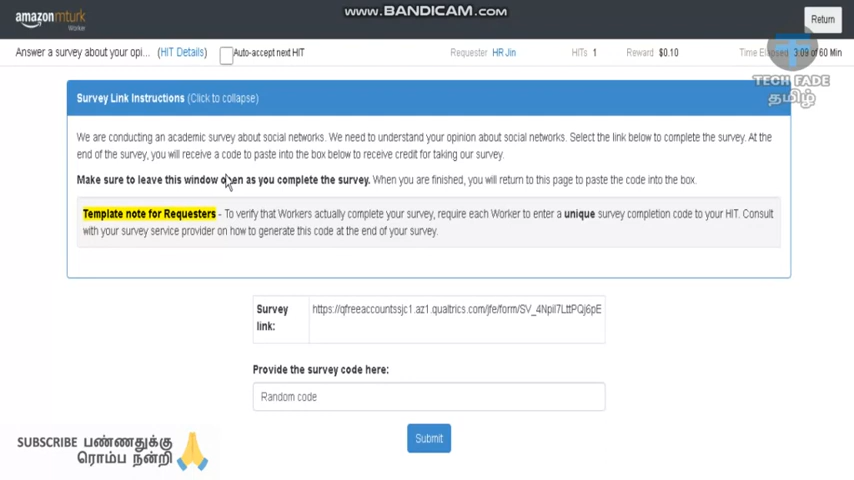 amazon mturk
Worker
www.BANDICAM.com
Return
Answer a survey about your opi... (HIT Details) Auto-accept next HIT Requester HR Jin HITs 1 Reward $0.10 Time Elapsed 3:09 of 60 Min
TECH FADE
தமிழ்
Survey Link Instructions (Click to collapse)
We are conducting an academic survey about social networks. We need to understand your opinion about social networks. Select the link below to complete the survey. At the
end of the survey, you will receive a code to paste into the box below to receive credit for taking our survey.
Make sure to leave this window open as you complete the survey. When you are finished, you will return to this page to paste the code into the box.
Template note for Requesters - To verify that Workers actually complete your survey, require each Worker to enter a unique survey completion code to your HIT. Consult
with your survey service provider on how to generate this code at the end of your survey.
Survey
link:
https://qfreeaccountssjc1.az1.qualtrics.com/jfe/form/SV_4Npil7LttPQj6pE
Provide the survey code here:
Random code
Submit
SUBSCRIBE பண்ணதுக்கு
ரொம்ப நன்றி